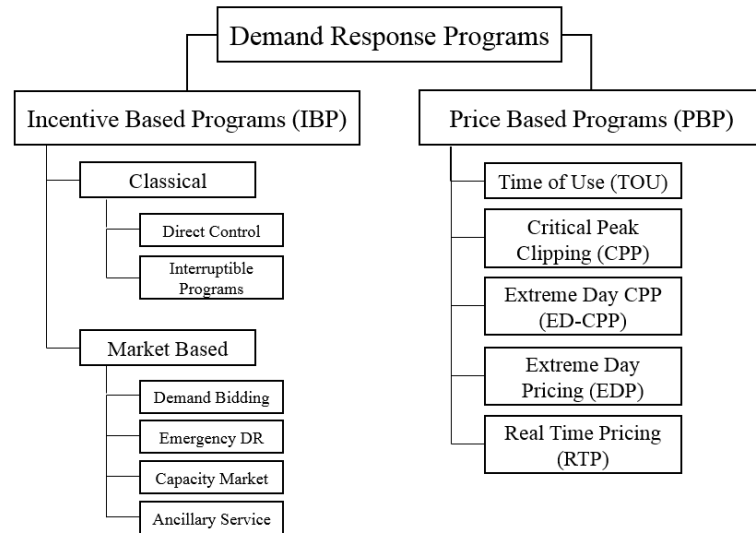 Demand Response Programs
Incentive Based Programs (IBP)
Classical
Direct Control
Interruptible
Programs
Market Based
Demand Bidding
Emergency DR
Capacity Market
Ancillary Service
Price Based Programs (PBP)
Time of Use (TOU)
Critical Peak
Clipping (CPP)
Extreme Day CPP
(ED-CPP)
Extreme Day
Pricing (EDP)
Real Time Pricing
(RTP)